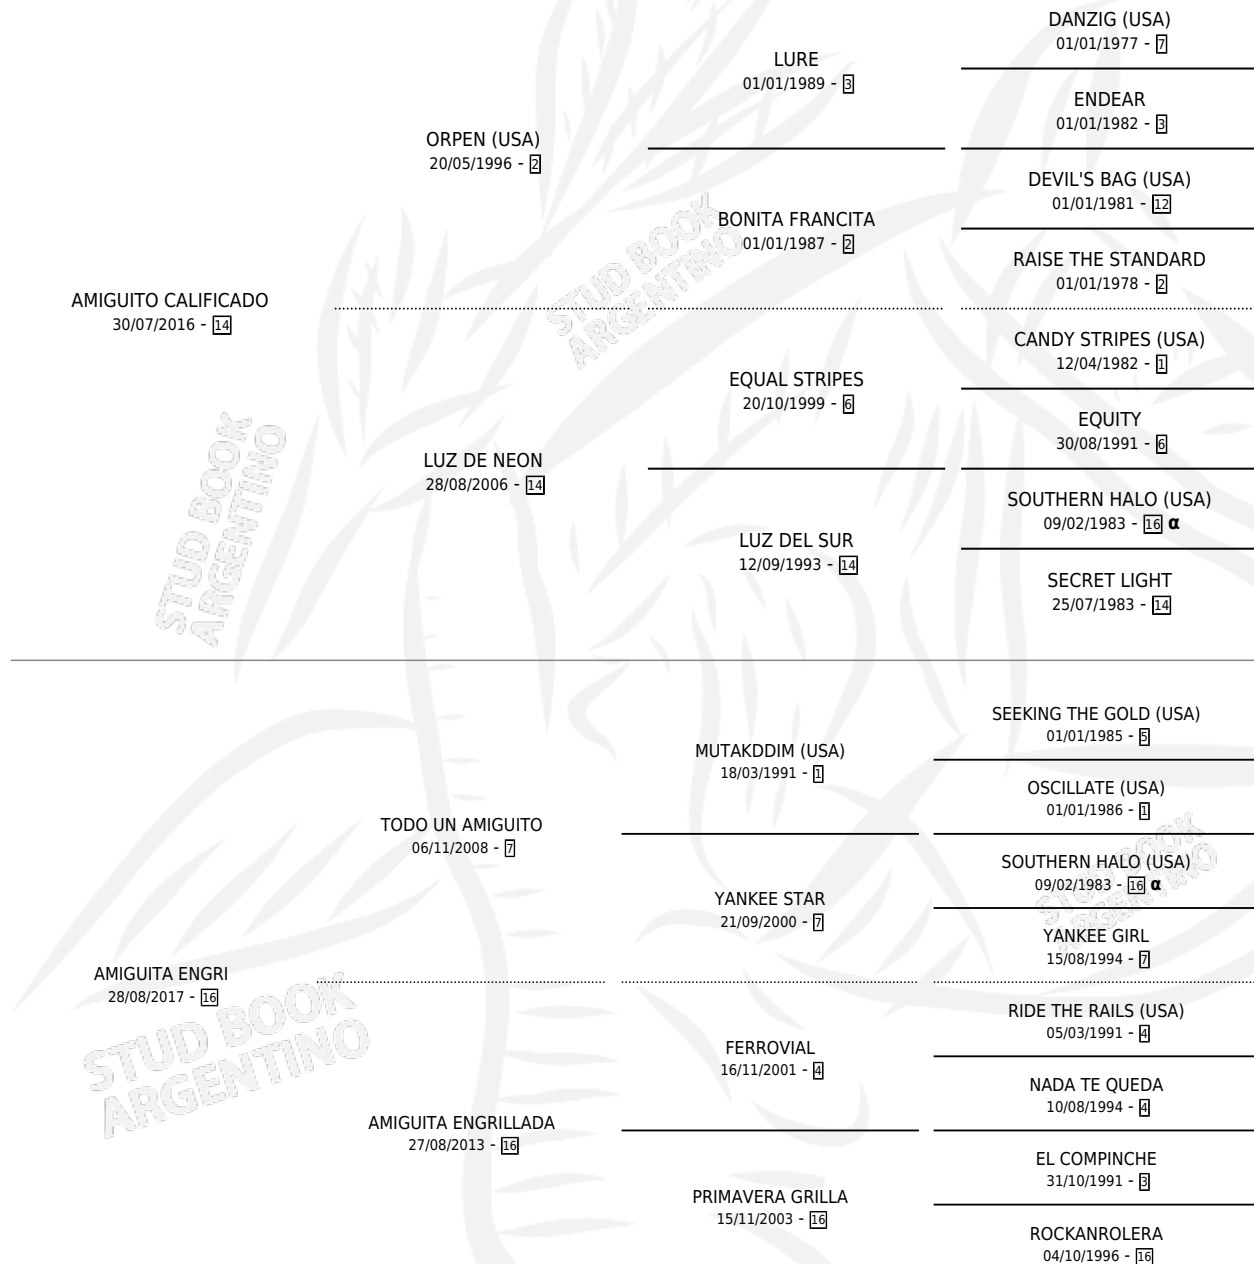 DANZIG (USA)
01/01/1977 - 7
LURE
01/01/1989 - 3
ENDEAR
01/01/1982 - 3
ORPEN (USA)
20/05/1996 - 2
DEVIL'S BAG (USA)
01/01/1981 - 12
BONITA FRANCITA
01/01/1987 - 2
RAISE THE STANDARD
01/01/1978 - 2
AMIGUITO CALIFICADO
30/07/2016 - 14
CANDY STRIPES (USA)
12/04/1982 - 1
EQUAL STRIPES
20/10/1999 - 6
EQUITY
30/08/1991 - 6
LUZ DE NEON
28/08/2006 - 14
SOUTHERN HALO (USA)
09/02/1983 - 16 α
LUZ DEL SUR
12/09/1993 - 14
SECRET LIGHT
25/07/1983 - 14
STUD BOOK
ARGENTINO
STUD BOOK
ARGENTINO
SEEKING THE GOLD (USA)
01/01/1985 - 5
MUTAKDDIM (USA)
18/03/1991 - 1
OSCILLATE (USA)
01/01/1986 - 1
TODO UN AMIGUITO
06/11/2008 - 7
SOUTHERN HALO (USA)
09/02/1983 - 16 α
YANKEE STAR
21/09/2000 - 7
YANKEE GIRL
15/08/1994 - 7
AMIGUITA ENGRI
28/08/2017 - 16
RIDE THE RAILS (USA)
05/03/1991 - 4
FERROVIAL
16/11/2001 - 4
NADA TE QUEDA
10/08/1994 - 4
AMIGUITA ENGRILLADA
27/08/2013 - 16
EL COMPINCHE
31/10/1991 - 3
PRIMAVERA GRILLA
15/11/2003 - 16
ROCKANROLERA
04/10/1996 - 16
STUD BOOK
ARGENTINO
STUD BOOK
ARGENTINO